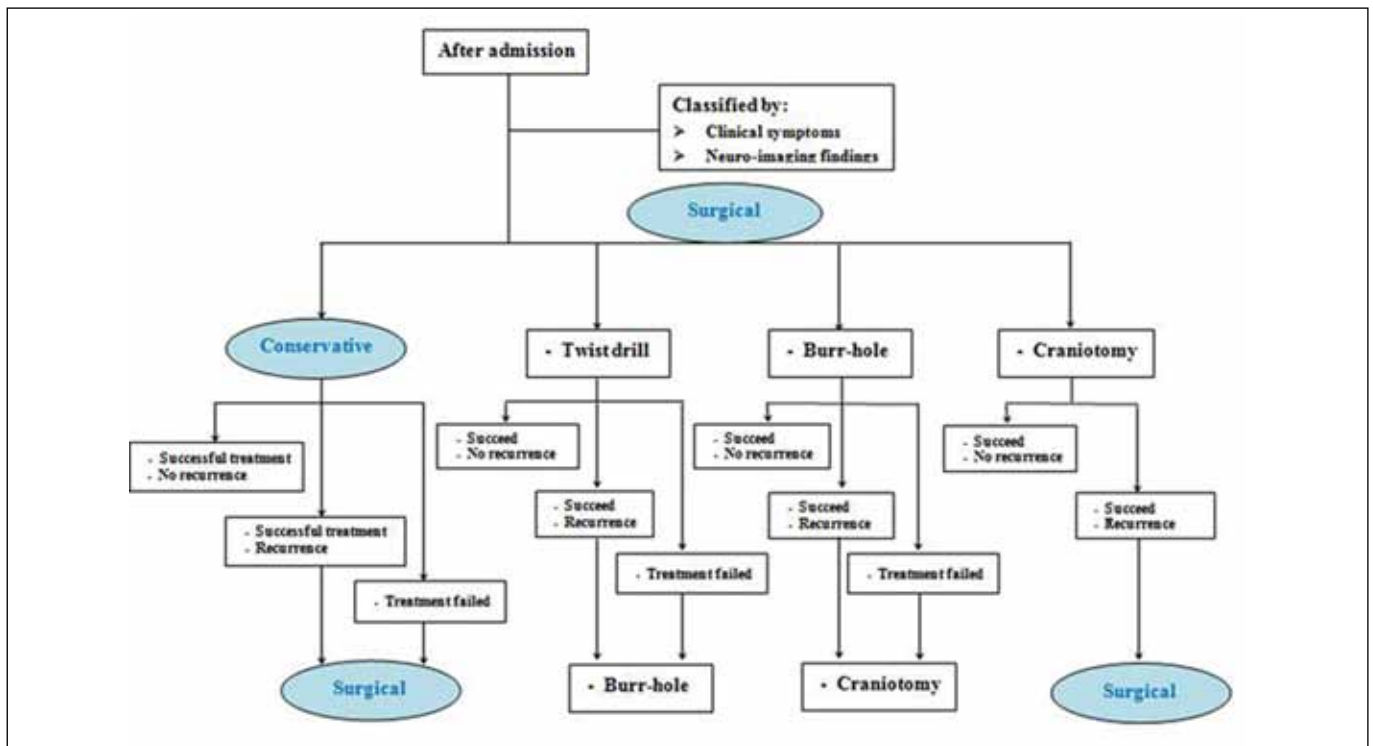 After admission
Classified by:
➢ Clinical symptoms
➢ Neuro-imaging findings
Surgical
Conservative
- Twist drill
- Burr-hole
- Craniotomy
- Successful treatment
- No recurrence
- Successful treatment
- Recurrence
- Treatment failed
Surgical
- Succeed
- No recurrence
- Succeed
- Recurrence
- Treatment failed
- Burr-hole
- Succeed
- No recurrence
- Succeed
- Recurrence
- Treatment failed
- Craniotomy
- Succeed
- No recurrence
- Succeed
- Recurrence
Surgical